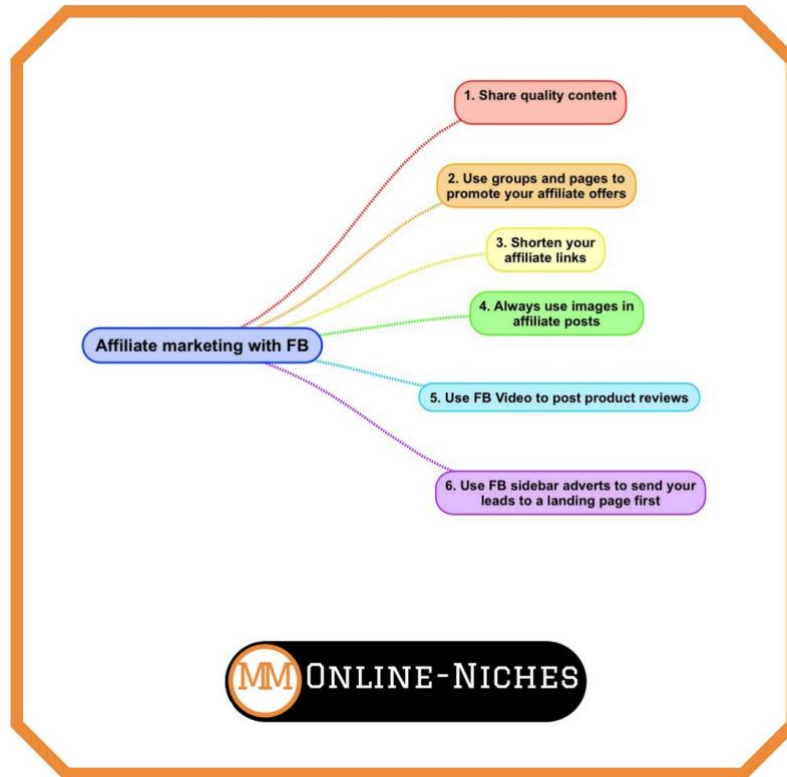 1. Share quality content
2. Use groups and pages to
promote your affiliate offers
3. Shorten your
affiliate links
4. Always use images in
affiliate posts
Affiliate marketing with FB
5. Use FB Video to post product reviews
6. Use FB sidebar adverts to send your
leads to a landing page first
MM ONLINE-NICHES